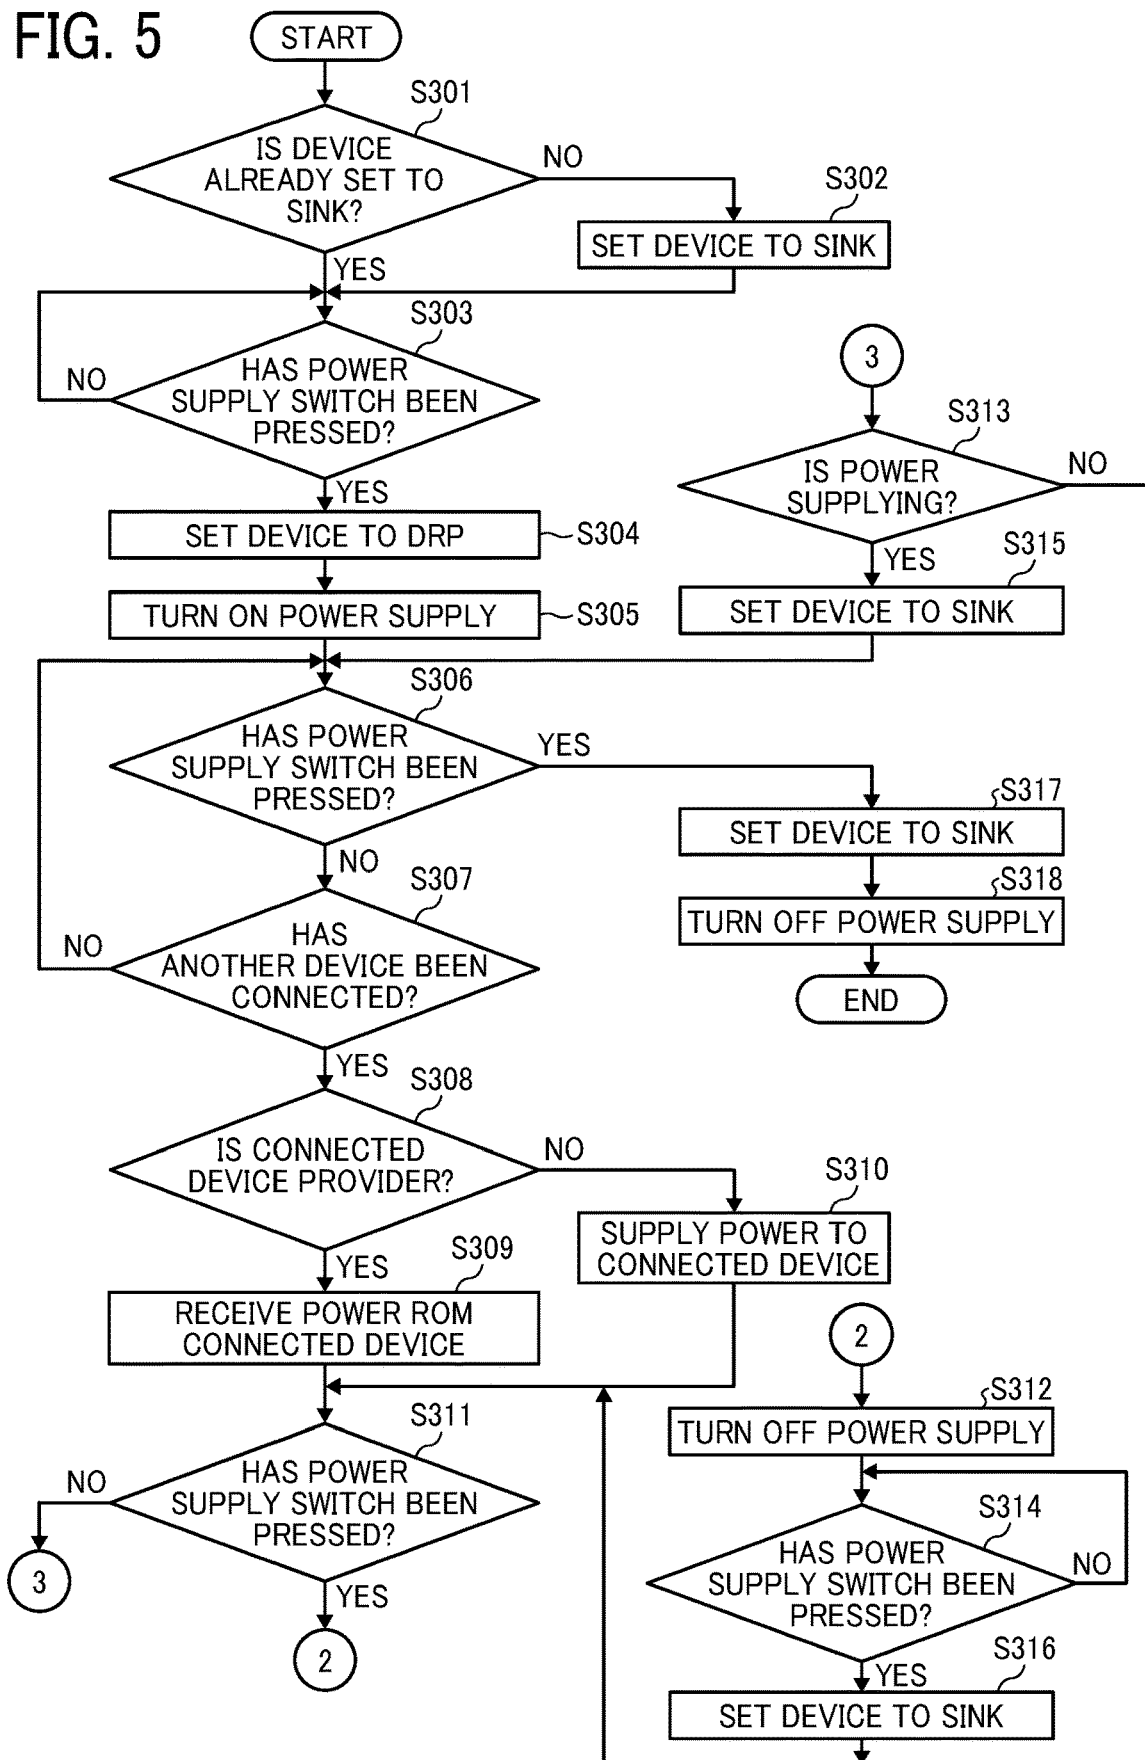 FIG. 5
START
S301
IS DEVICE
ALREADY SET TO
SINK?
NO
S302
SET DEVICE TO SINK
YES
S303
HAS POWER
SUPPLY SWITCH BEEN
PRESSED?
NO
YES
SET DEVICE TO DRP
S304
TURN ON POWER SUPPLY
S305
S306
HAS POWER
SUPPLY SWITCH BEEN
PRESSED?
YES
NO
S307
HAS
ANOTHER DEVICE BEEN
CONNECTED?
NO
YES
S308
IS CONNECTED
DEVICE PROVIDER?
NO
S310
SUPPLY POWER TO
CONNECTED DEVICE
YES
S309
RECEIVE POWER ROM
CONNECTED DEVICE
S311
HAS POWER
SUPPLY SWITCH BEEN
PRESSED?
NO
3
YES
2
3
S313
IS POWER
SUPPLYING?
NO
YES
S315
SET DEVICE TO SINK
S317
SET DEVICE TO SINK
S318
TURN OFF POWER SUPPLY
END
2
S312
TURN OFF POWER SUPPLY
S314
HAS POWER
SUPPLY SWITCH BEEN
PRESSED?
NO
YES
S316
SET DEVICE TO SINK